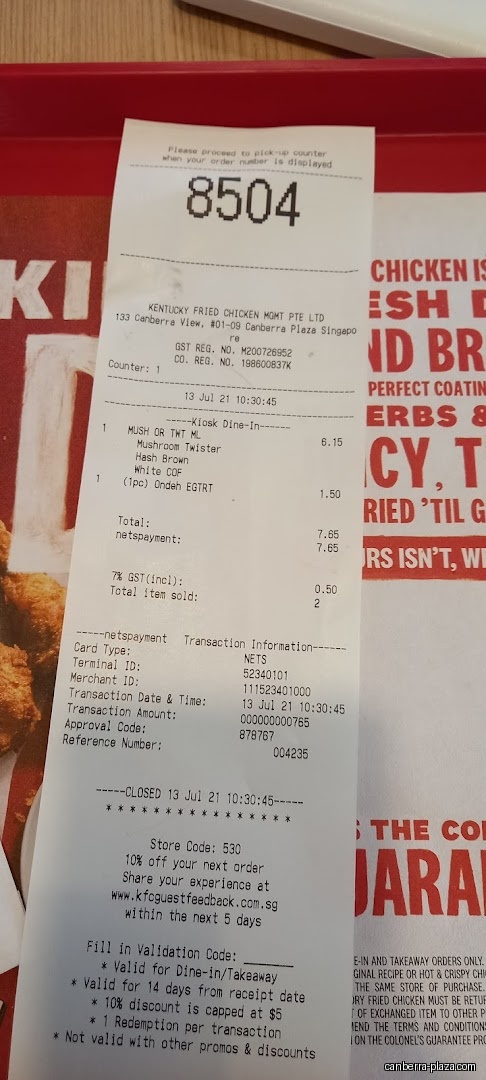 Please proceed to pick-up counter
when your order number is displayed
8504
KENTUCKY FRIED CHICKEN MGMT PTE LTD
133 Canberra View, #01-09 Canberra Plaza Singapo
re
GST REG. NO. M200726952
CO. REG. NO. 198600837K
Counter: 1
13 Jul 21 10:30:45
-----Kiosk Dine-In------
1 MUSH OR TWT ML 6.15
Mushroom Twister
Hash Brown
White COF
1 (1pc) Ondeh EGTRT 1.50
Total: 7.65
netspayment: 7.65
7% GST(incl): 0.50
Total item sold: 2
-----netspayment Transaction Information------
Card Type: NETS
Terminal ID: 52340101
Merchant ID: 111523401000
Transaction Date & Time: 13 Jul 21 10:30:45
Transaction Amount: 000000000765
Approval Code: 878767
Reference Number: 004235
-----CLOSED 13 Jul 21 10:30:45-----
* * * * * * * * * * * * * * * *
Store Code: 530
10% off your next order
Share your experience at
www.kfcguestfeedback.com.sg
within the next 5 days
Fill in Validation Code: _______
* Valid for Dine-in/Takeaway
* Valid for 14 days from receipt date
* 10% discount is capped at $5
* 1 Redemption per transaction
* Not valid with other promos & discounts
KI
CHICKEN IS
ESH
ND BR
PERFECT COATIN
ERBS &
CY, T
RIED 'TIL G
URS ISN'T, W
THE CO
UARA
E-IN AND TAKEAWAY ORDERS ONLY.
GINAL RECIPE OR HOT & CRISPY CHI
THE SAME STORE OF PURCHASE.
RY FRIED CHICKEN MUST BE RETU
T OF EXCHANGED ITEM TO OTHER P
MEND THE TERMS AND CONDITIONS
ON THE COLONEL'S GUARANTEE PRO
canberra-plaza.com